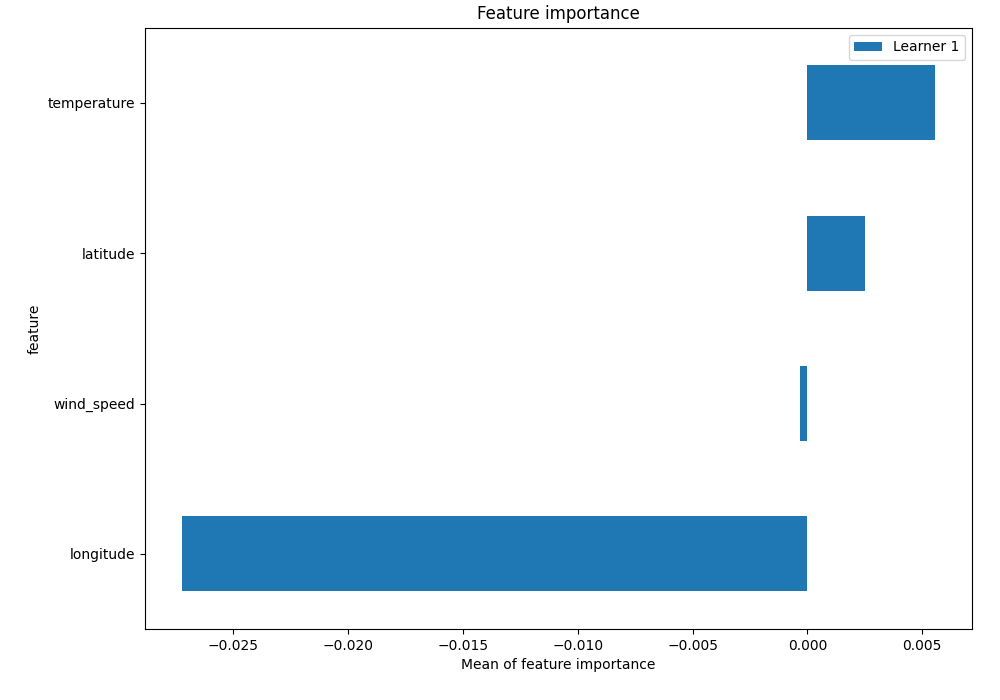 Feature importance
Learner 1
temperature
latitude
feature
wind_speed
longitude
−0.025 −0.020 −0.015 −0.010 −0.005 0.000 0.005
Mean of feature importance